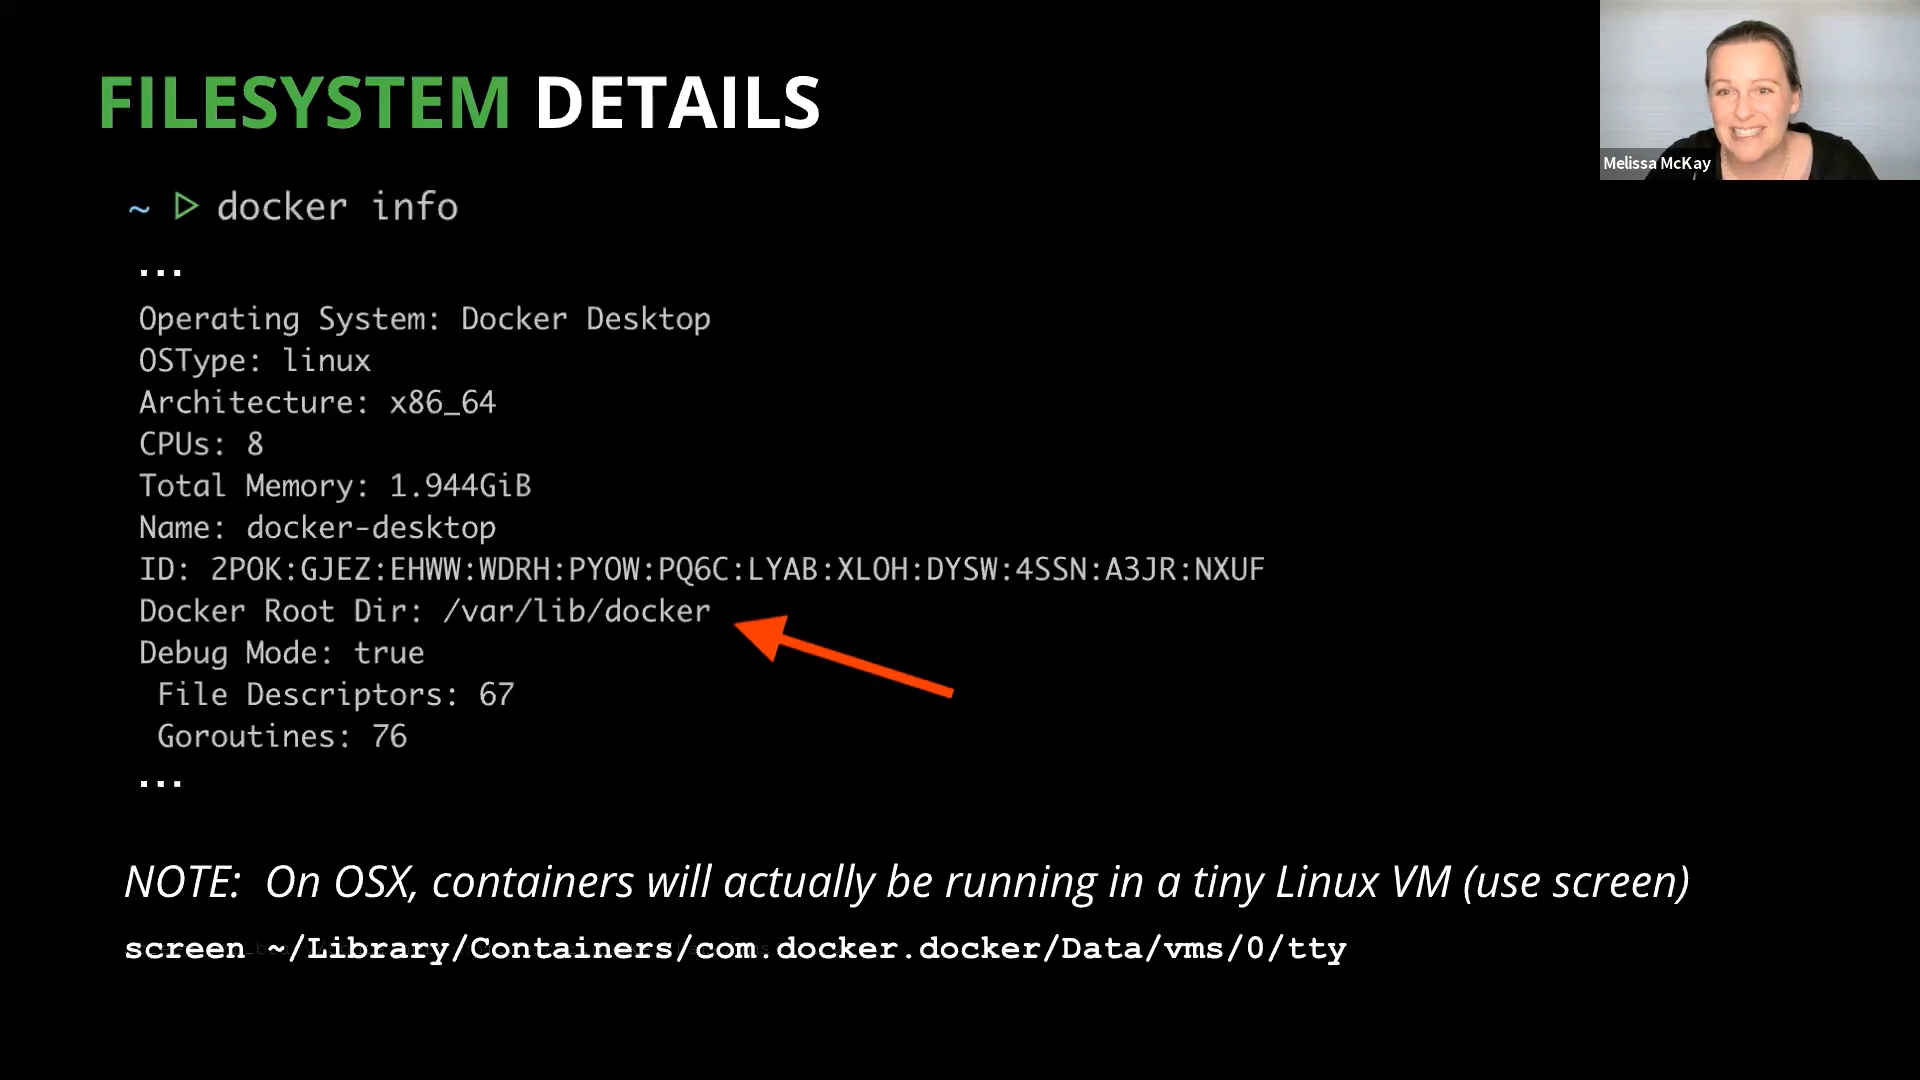 FILESYSTEM DETAILS
Melissa McKay
~ ▷ docker info
...
Operating System: Docker Desktop
OSType: linux
Architecture: x86_64
CPUs: 8
Total Memory: 1.944GiB
Name: docker-desktop
ID: 2POK:GJEZ:EHWW:WDRH:PYOW:PQ6C:LYAB:XLOH:DYSW:4SSN:A3JR:NXUF
Docker Root Dir: /var/lib/docker
Debug Mode: true
File Descriptors: 67
Goroutines: 76
...
NOTE: On OSX, containers will actually be running in a tiny Linux VM (use screen)
screen ~/Library/Containers/com.docker.docker/Data/vms/0/tty